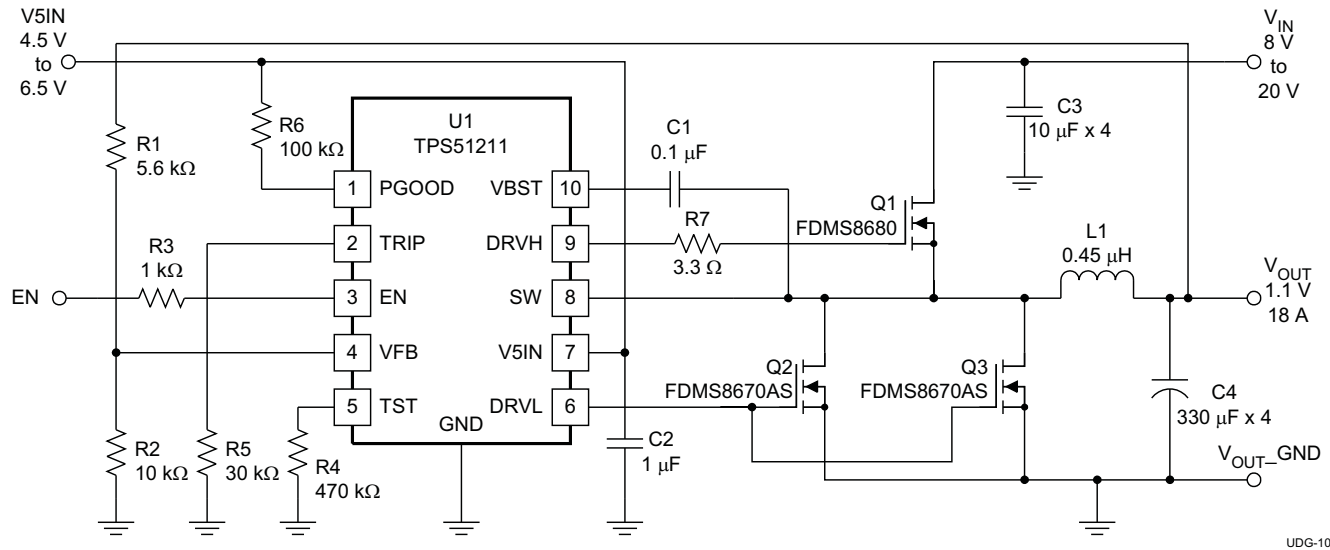 V5IN
4.5 V
to
6.5 V
V_IN
8 V
to
20 V
R1
5.6 kΩ
R6
100 kΩ
U1
TPS51211
C1
0.1 μF
C3
10 μF x 4
1 PGOOD
VBST 10
Q1
FDMS8680
R7
3.3 Ω
2 TRIP
DRVH 9
R3
1 kΩ
L1
0.45 μH
EN
3 EN
SW 8
V_OUT
1.1 V
18 A
4 VFB
V5IN 7
Q2
FDMS8670AS
Q3
FDMS8670AS
5 TST
DRVL 6
GND
C4
330 μF x 4
R2
10 kΩ
R5
30 kΩ
R4
470 kΩ
C2
1 μF
V_OUT_GND
UDG-10